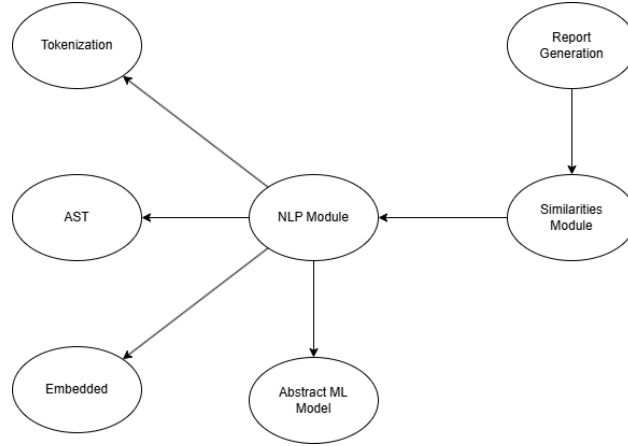 Tokenization
Report
Generation
AST
NLP Module
Similarities
Module
Embedded
Abstract ML
Model